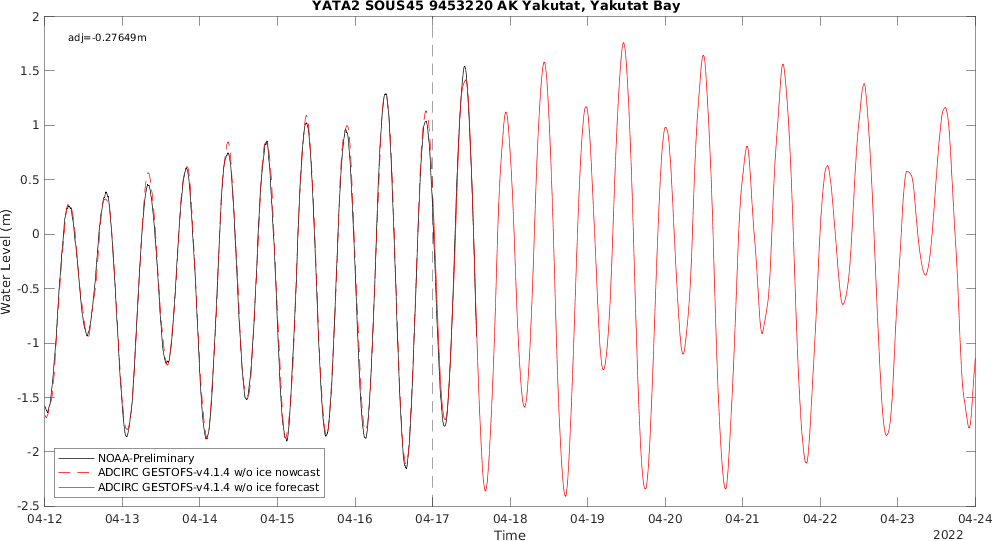 YATA2 SOUS45 9453220 AK Yakutat, Yakutat Bay
adj=-0.27649m
2
1.5
1
0.5
0
-0.5
-1
-1.5
-2
-2.5
Water Level (m)
NOAA-Preliminary
ADCIRC GESTOFS-v4.1.4 w/o ice nowcast
ADCIRC GESTOFS-v4.1.4 w/o ice forecast
04-12 04-13 04-14 04-15 04-16 04-17 04-18 04-19 04-20 04-21 04-22 04-23 04-24
Time
2022